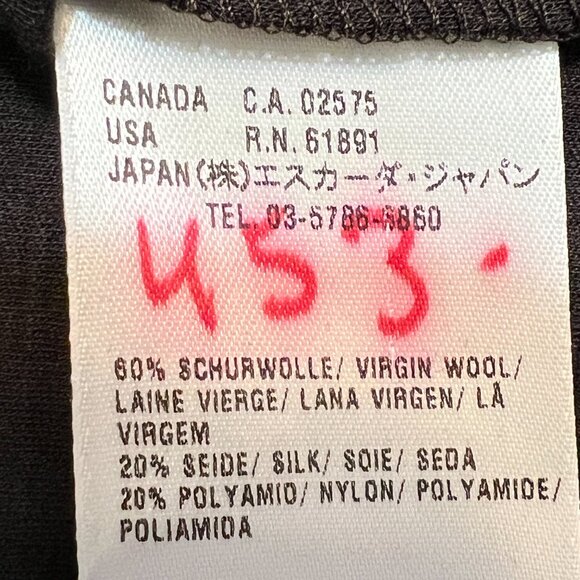 CANADA C.A. 02575
USA R.N. 61891
JAPAN(株)エスカーダ・ジャパン
TEL. 03-5786-6860
453.
60% SCHURWOLLE/ VIRGIN WOOL/
LAINE VIERGE/ LANA VIRGEN/ LÃ
VIRGEM
20% SEIDE/ SILK/ SOIE/ SEDA
20% POLYAMID/ NYLON/ POLYAMIDE/
POLIAMIDA